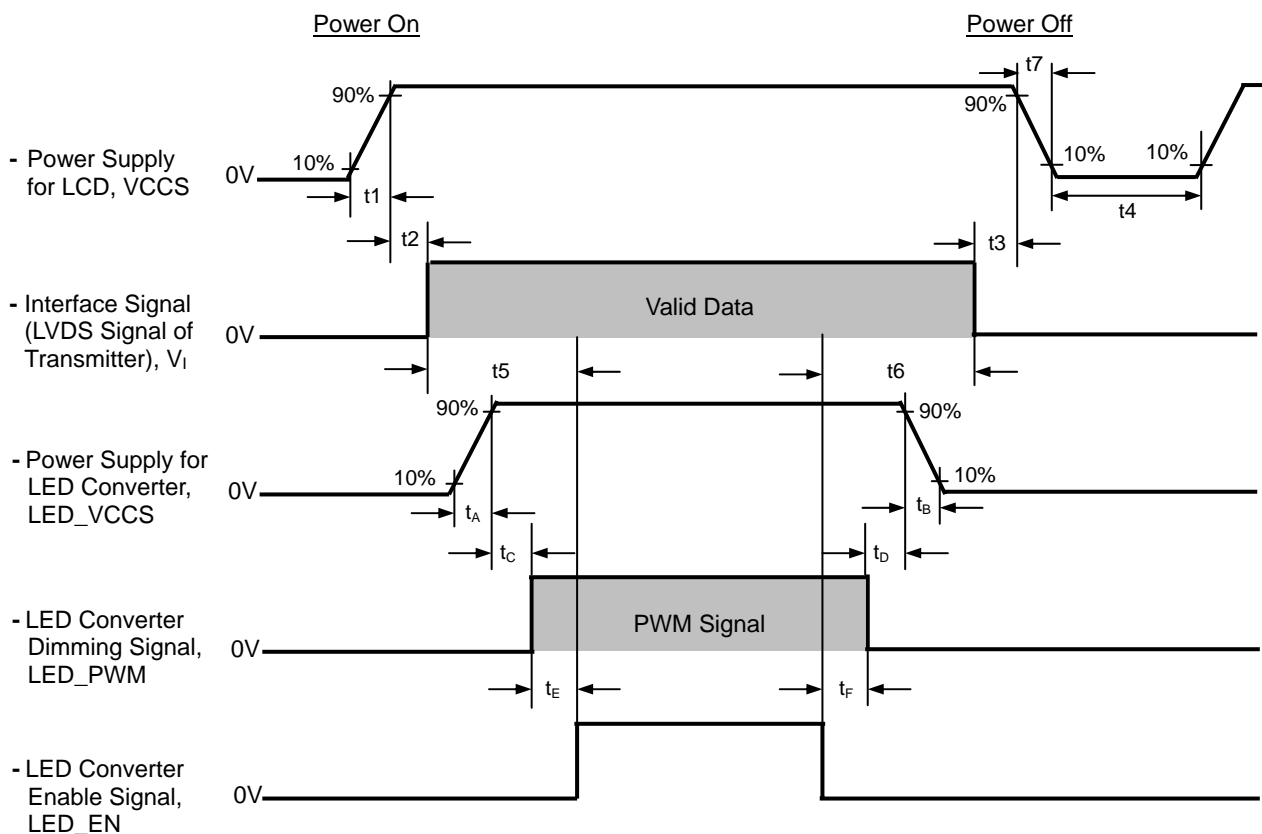 Power On
Power Off
t7
90%
90%
- Power Supply
for LCD, VCCS
0V
10%
10%
10%
t1
t4
t2
t3
- Interface Signal
(LVDS Signal of
Transmitter), VI
0V
Valid Data
t5
t6
90%
90%
- Power Supply for
LED Converter,
LED_VCCS
0V
10%
10%
tA
tB
tC
tD
- LED Converter
Dimming Signal,
LED_PWM
0V
PWM Signal
tE
tF
- LED Converter
Enable Signal,
LED_EN
0V